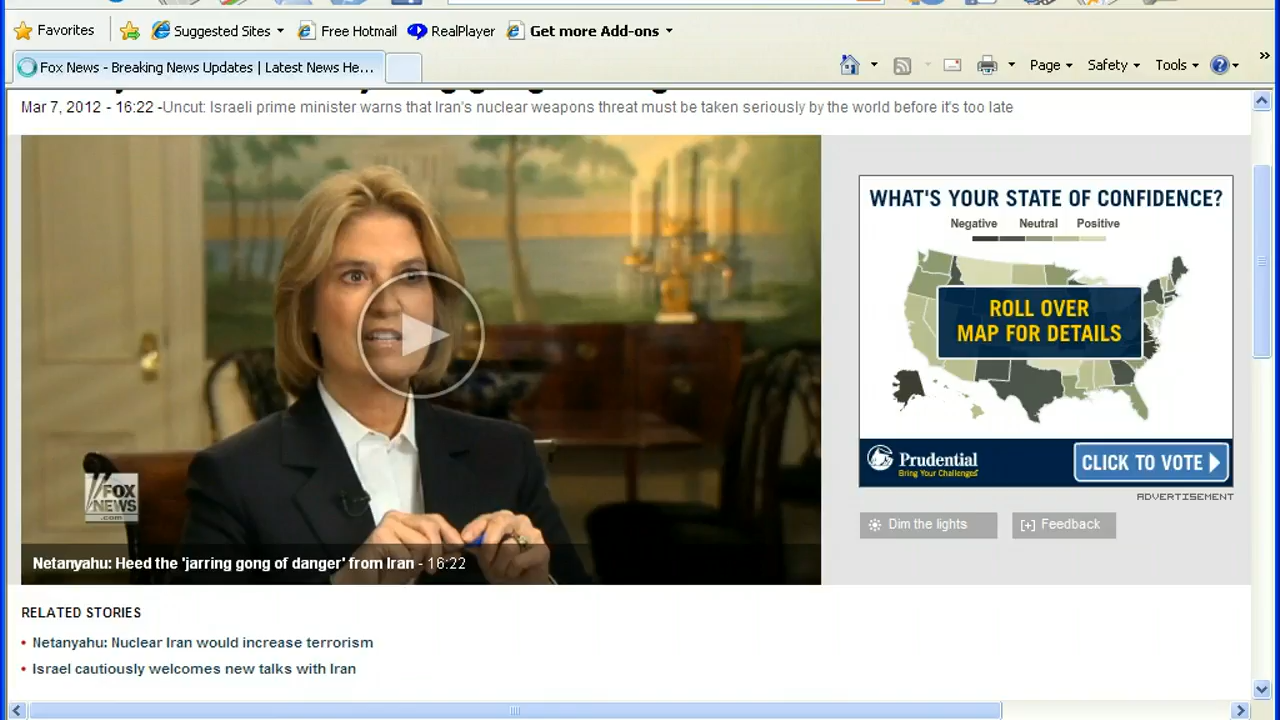 Favorites
Suggested Sites
Free Hotmail
RealPlayer
Get more Add-ons
Fox News - Breaking News Updates | Latest News He...
Page
Safety
Tools
Mar 7, 2012 - 16:22 -Uncut: Israeli prime minister warns that Iran's nuclear weapons threat must be taken seriously by the world before it's too late
FOX
NEWS
.com
Netanyahu: Heed the 'jarring gong of danger' from Iran - 16:22
WHAT'S YOUR STATE OF CONFIDENCE?
Negative Neutral Positive
ROLL OVER
MAP FOR DETAILS
Prudential
Bring Your Challenges
CLICK TO VOTE
ADVERTISEMENT
Dim the lights
[+] Feedback
RELATED STORIES
• Netanyahu: Nuclear Iran would increase terrorism
• Israel cautiously welcomes new talks with Iran